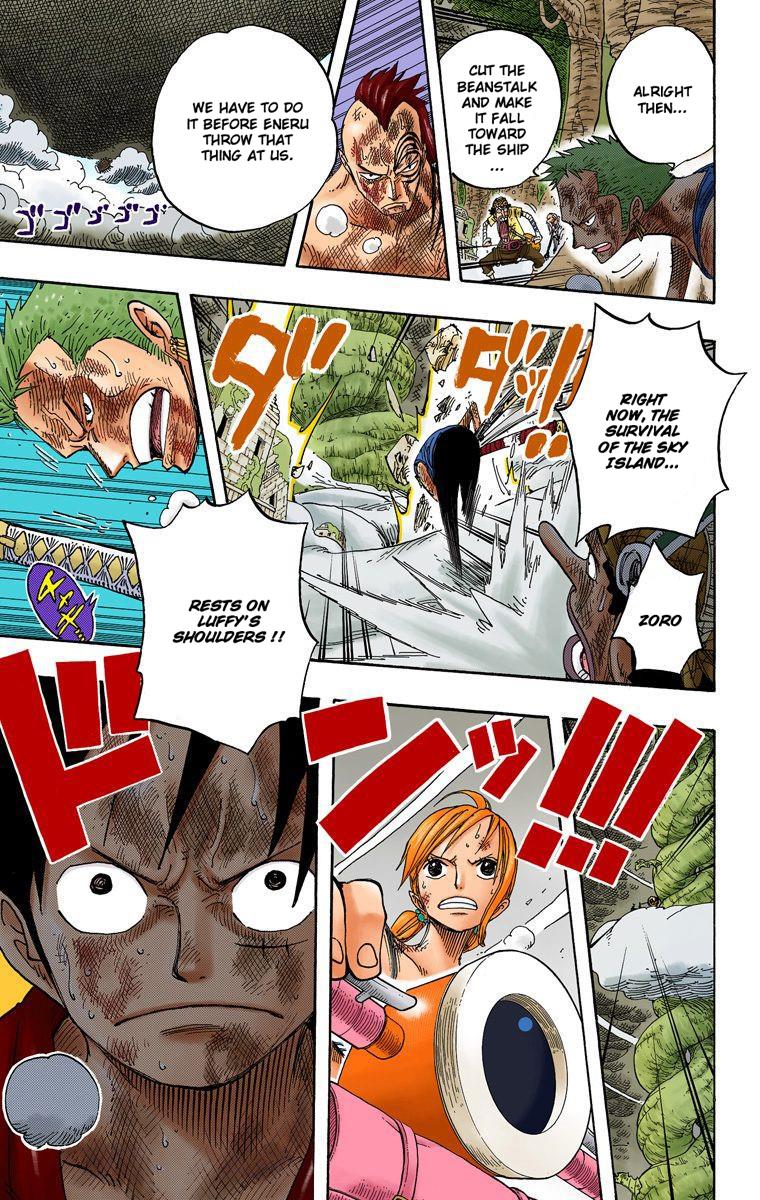 ALRIGHT
THEN...
CUT THE
BEANSTALK
AND MAKE
IT FALL
TOWARD
THE SHIP
...
WE HAVE TO DO
IT BEFORE ENERU
THROW THAT
THING AT US.
ゴゴゴゴゴ
RIGHT
NOW, THE
SURVIVAL
OF THE SKY
ISLAND...
ZORO
ダダッ!!
RESTS ON
LUFFY'S
SHOULDERS !!
ドンッ!!!